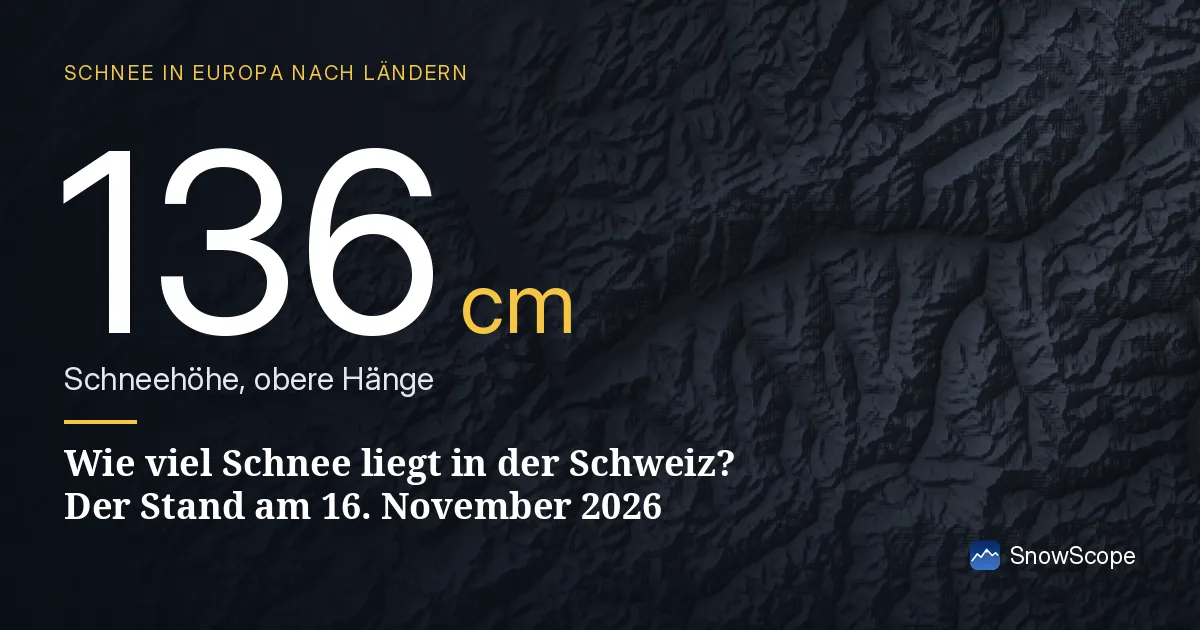 SCHNEE IN EUROPA NACH LÄNDERN
136 cm
Schneehöhe, obere Hänge
Wie viel Schnee liegt in der Schweiz?
Der Stand am 16. November 2026
SnowScope